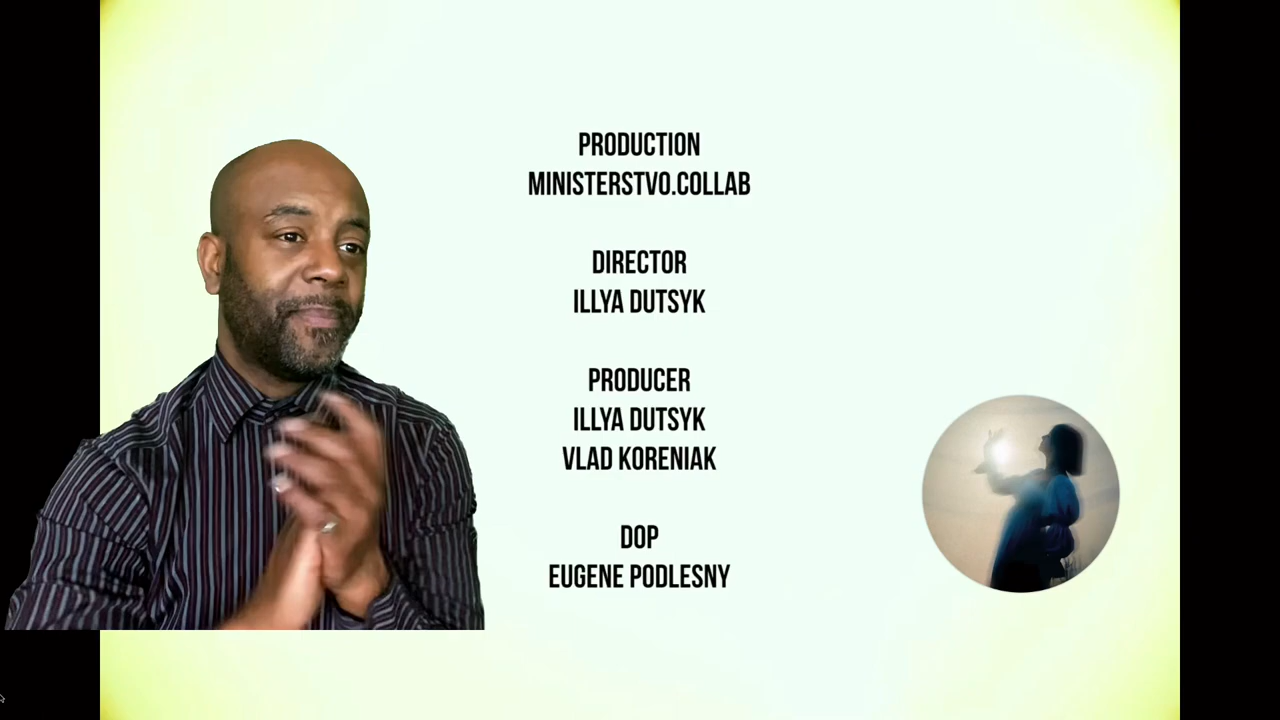 PRODUCTION
MINISTERSTVO.COLLAB
DIRECTOR
ILLYA DUTSYK
PRODUCER
ILLYA DUTSYK
VLAD KORENIAK
DOP
EUGENE PODLESNY